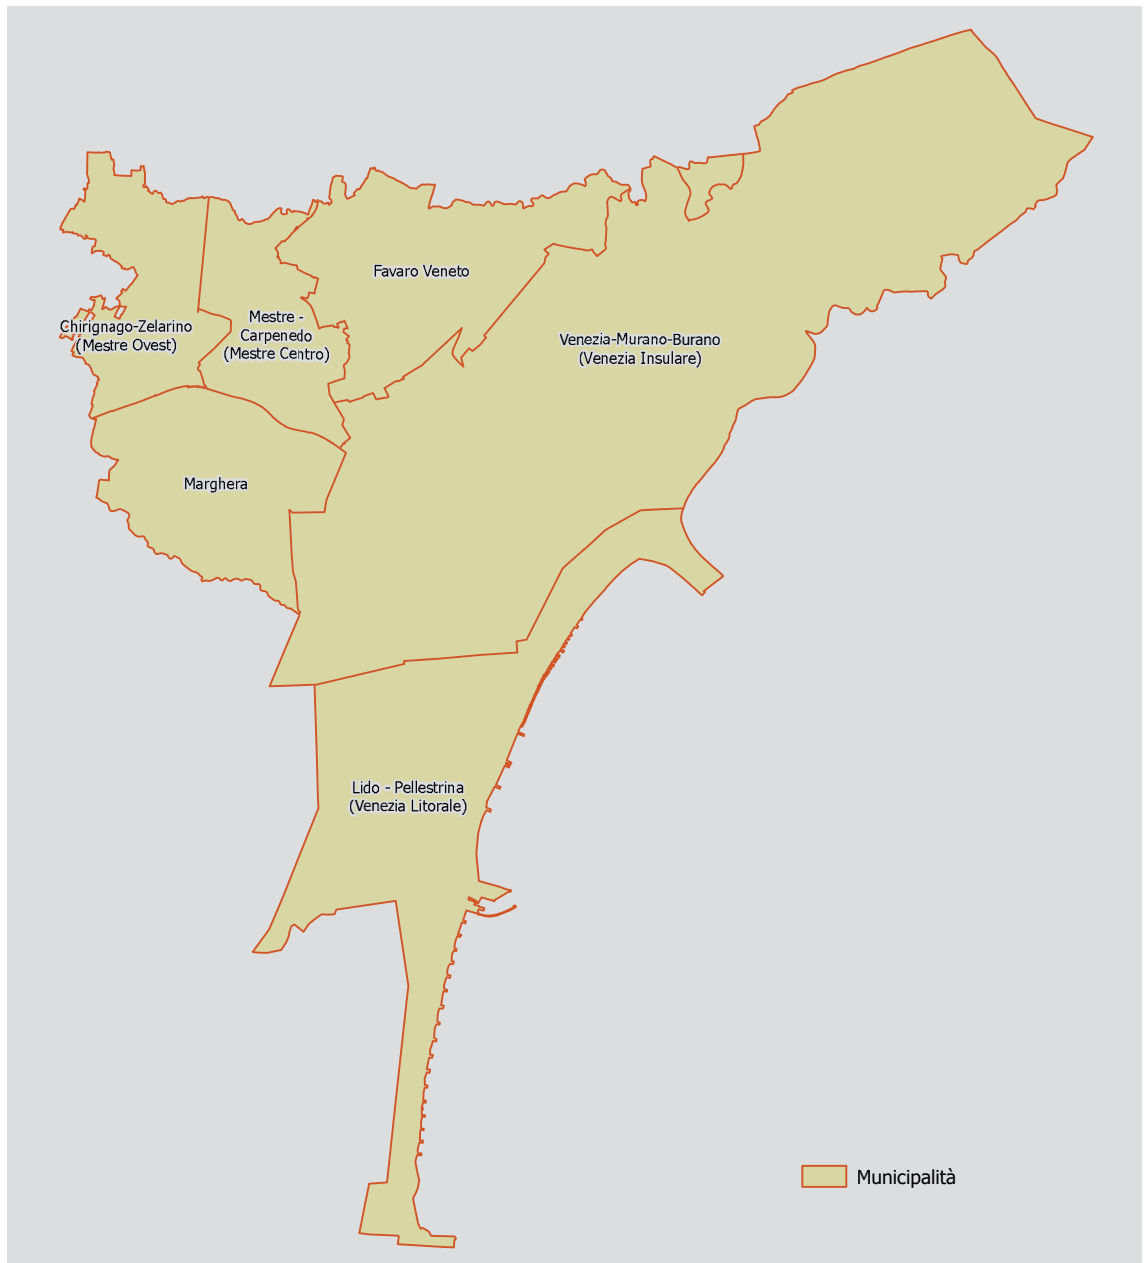 Favaro Veneto
Chirignago-Zelarino
(Mestre Ovest)
Mestre -
Carpenedo
(Mestre Centro)
Venezia-Murano-Burano
(Venezia Insulare)
Marghera
Lido - Pellestrina
(Venezia Litorale)
Municipalità